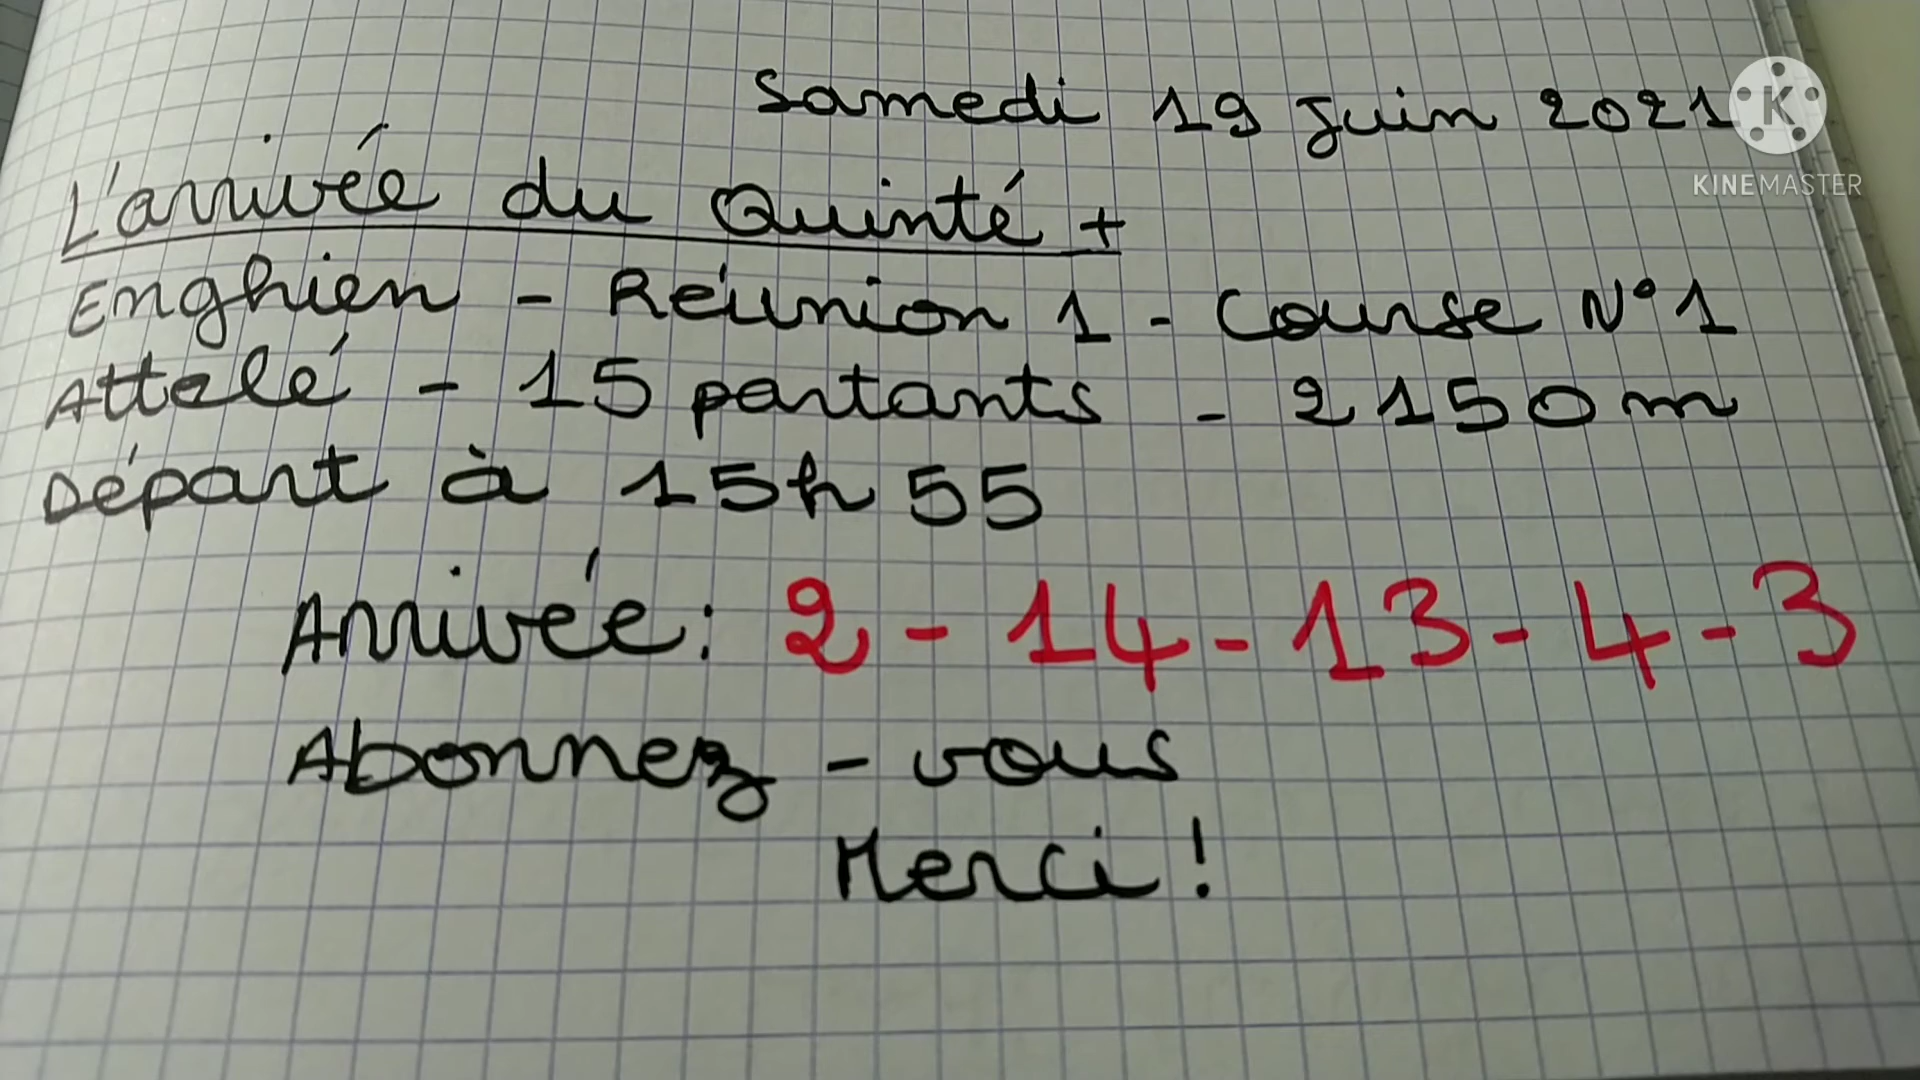 Samedi 19 Juin 2021
L'arrivée du Quinté +
Enghien - Réunion 1 - Course N°1
Attelé - 15 partants - 2150m
Départ à 15h55
Arrivée: 2 - 14 - 13 - 4 - 3
Abonnez-vous
Merci !
K
KINEMASTER